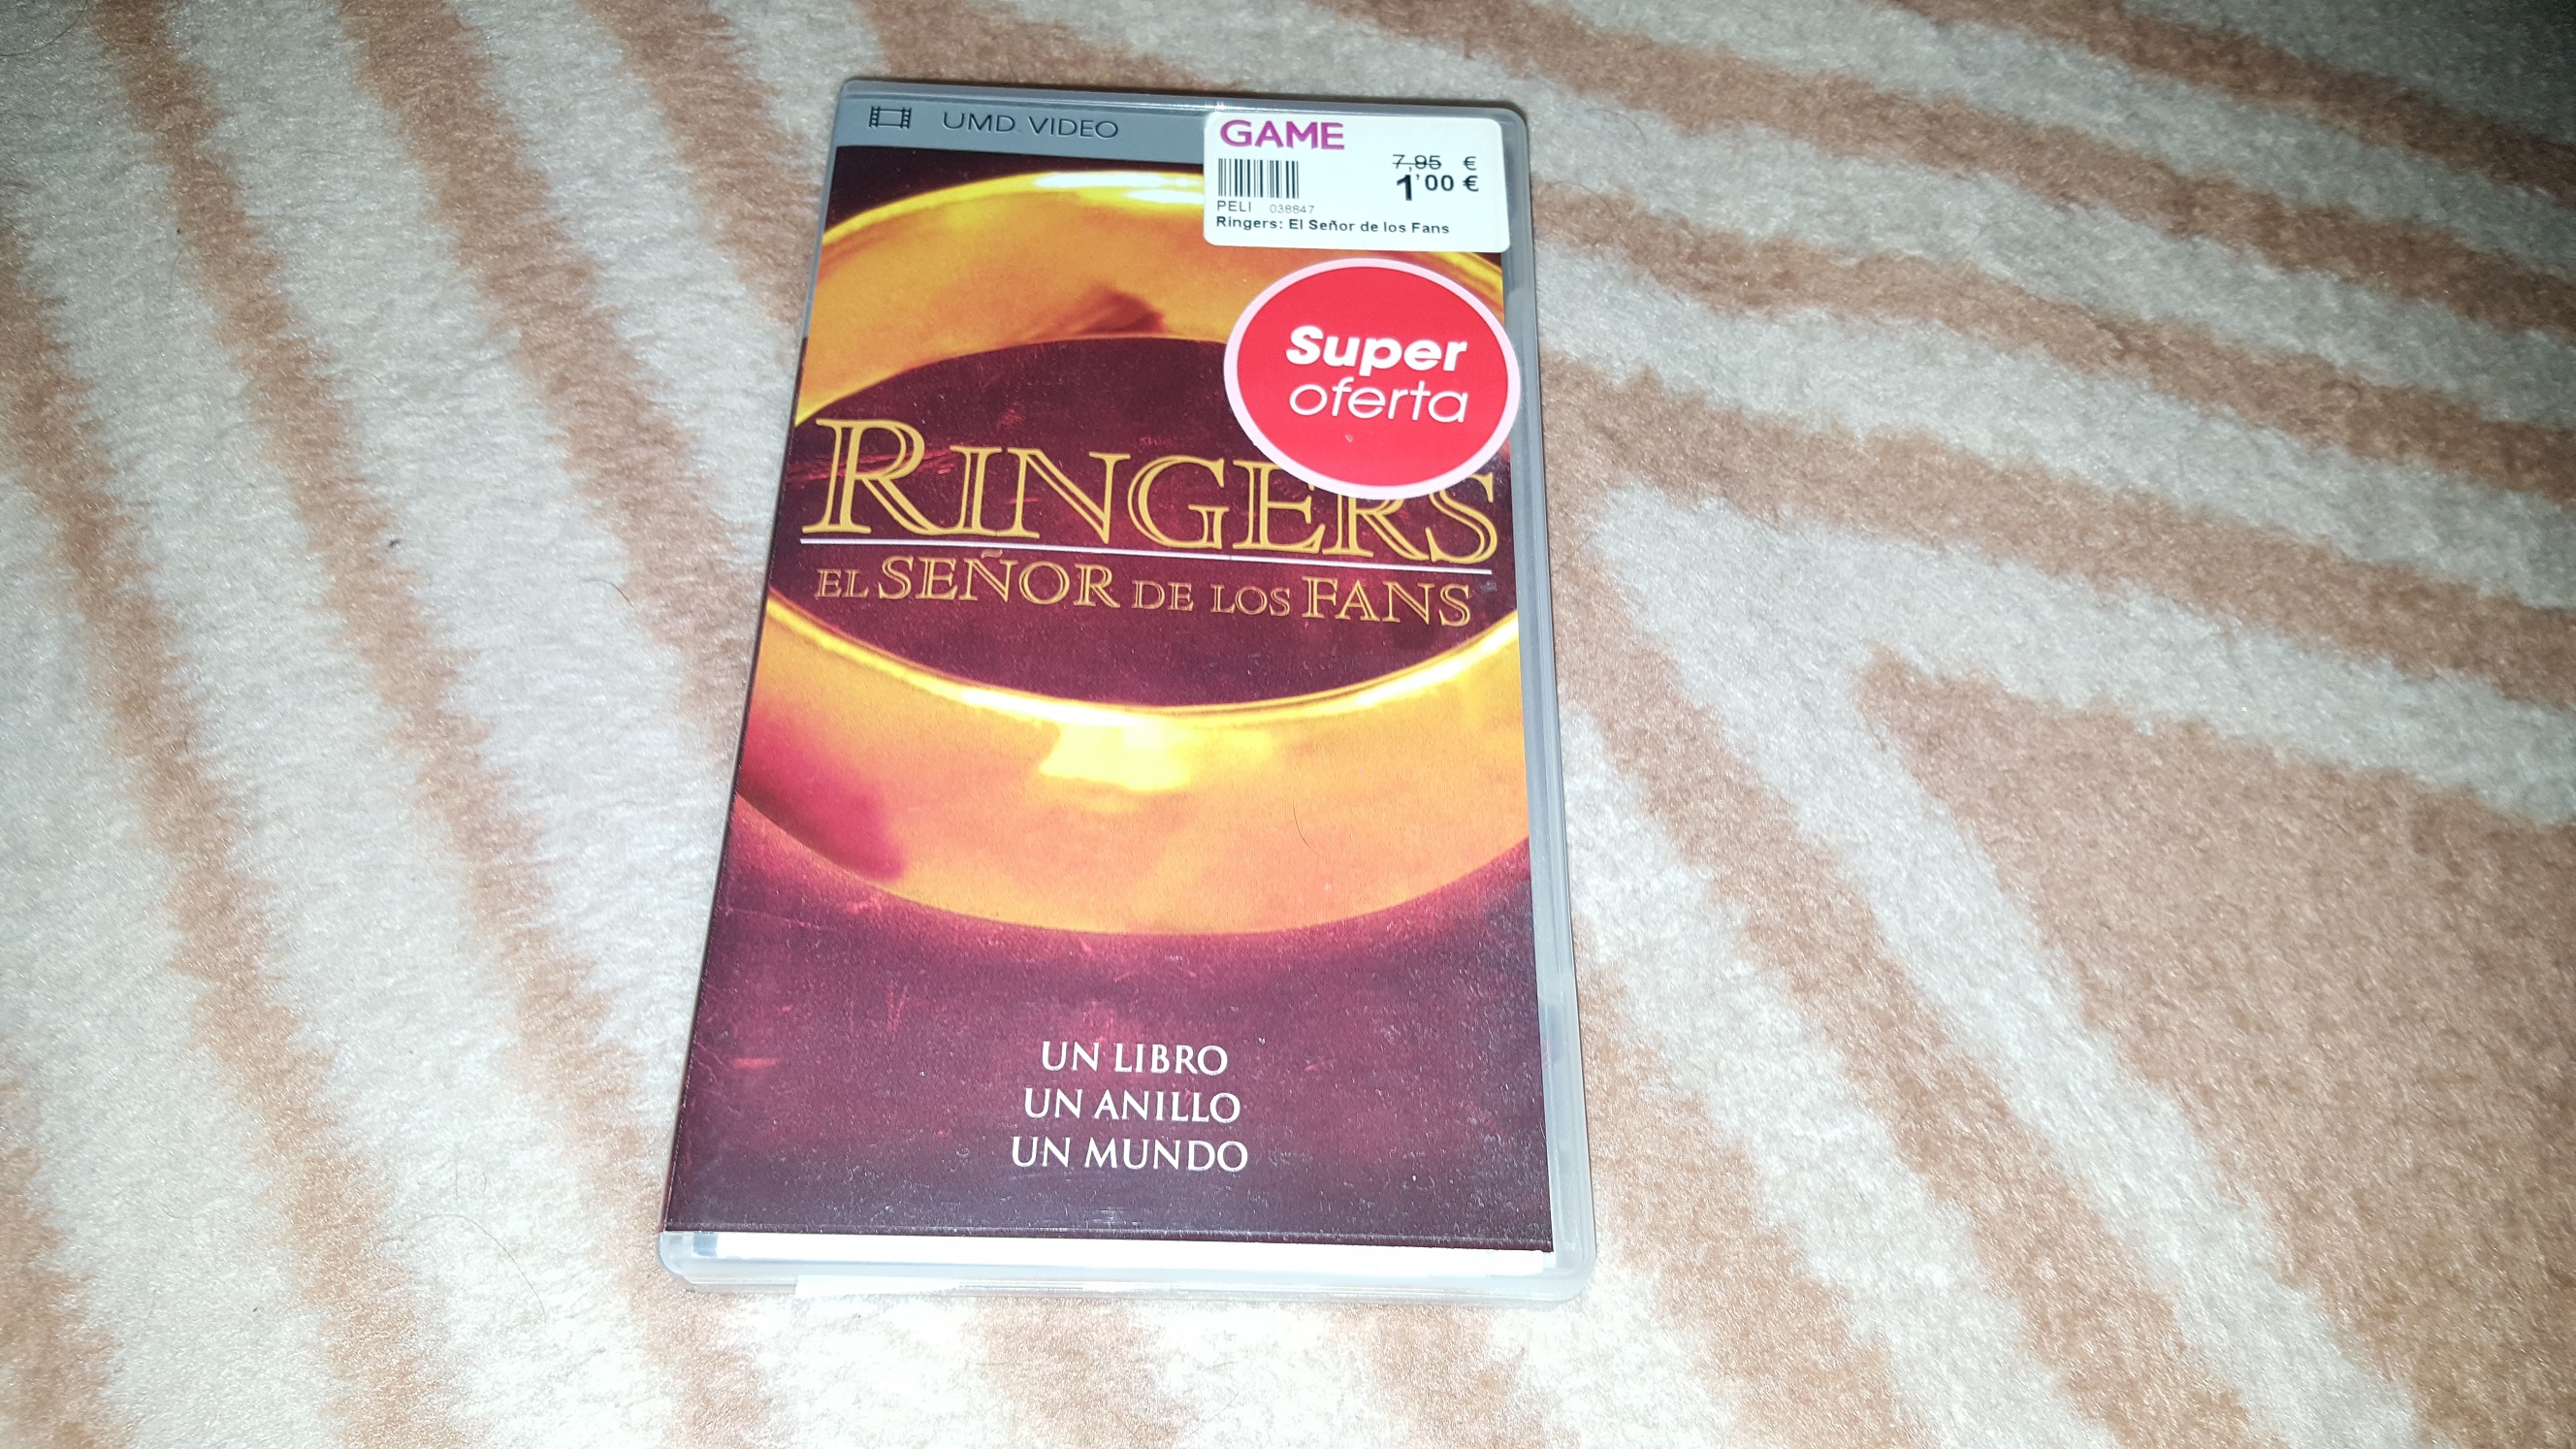 UMD VIDEO
GAME
7,95 €
1'00 €
PELI 038847
Ringers: El Señor de los Fans
Super
oferta
RINGERS
EL SEÑOR DE LOS FANS
UN LIBRO
UN ANILLO
UN MUNDO